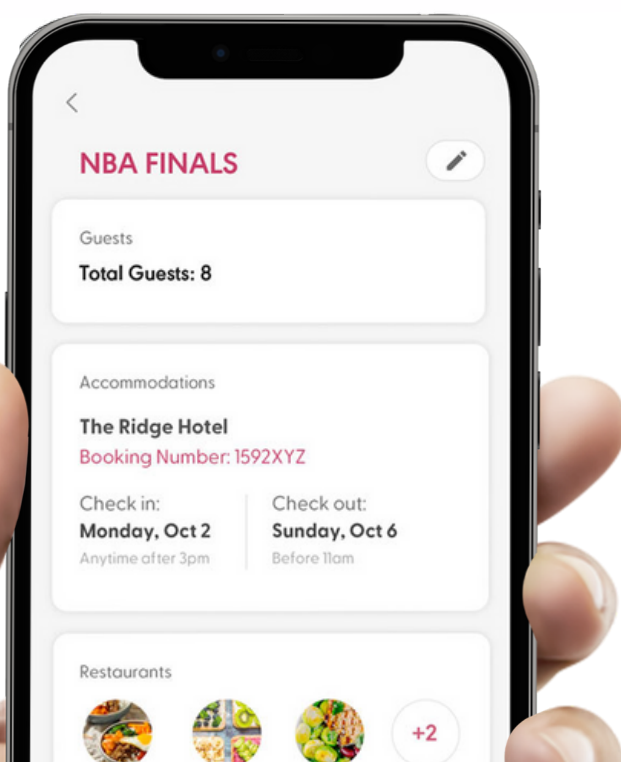 NBA FINALS
Guests
Total Guests: 8
Accommodations
The Ridge Hotel
Booking Number: 1592XYZ
Check in:
Monday, Oct 2
Anytime after 3pm
Check out:
Sunday, Oct 6
Before 11am
Restaurants
+2